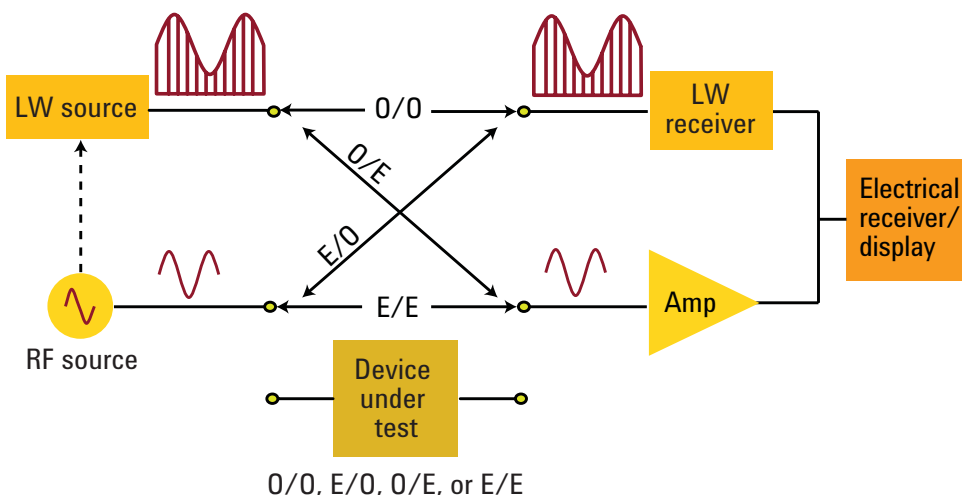 LW source
O/O
LW
receiver
O/E
E/O
Electrical
receiver/
display
RF source
E/E
Amp
Device
under
test
O/O, E/O, O/E, or E/E